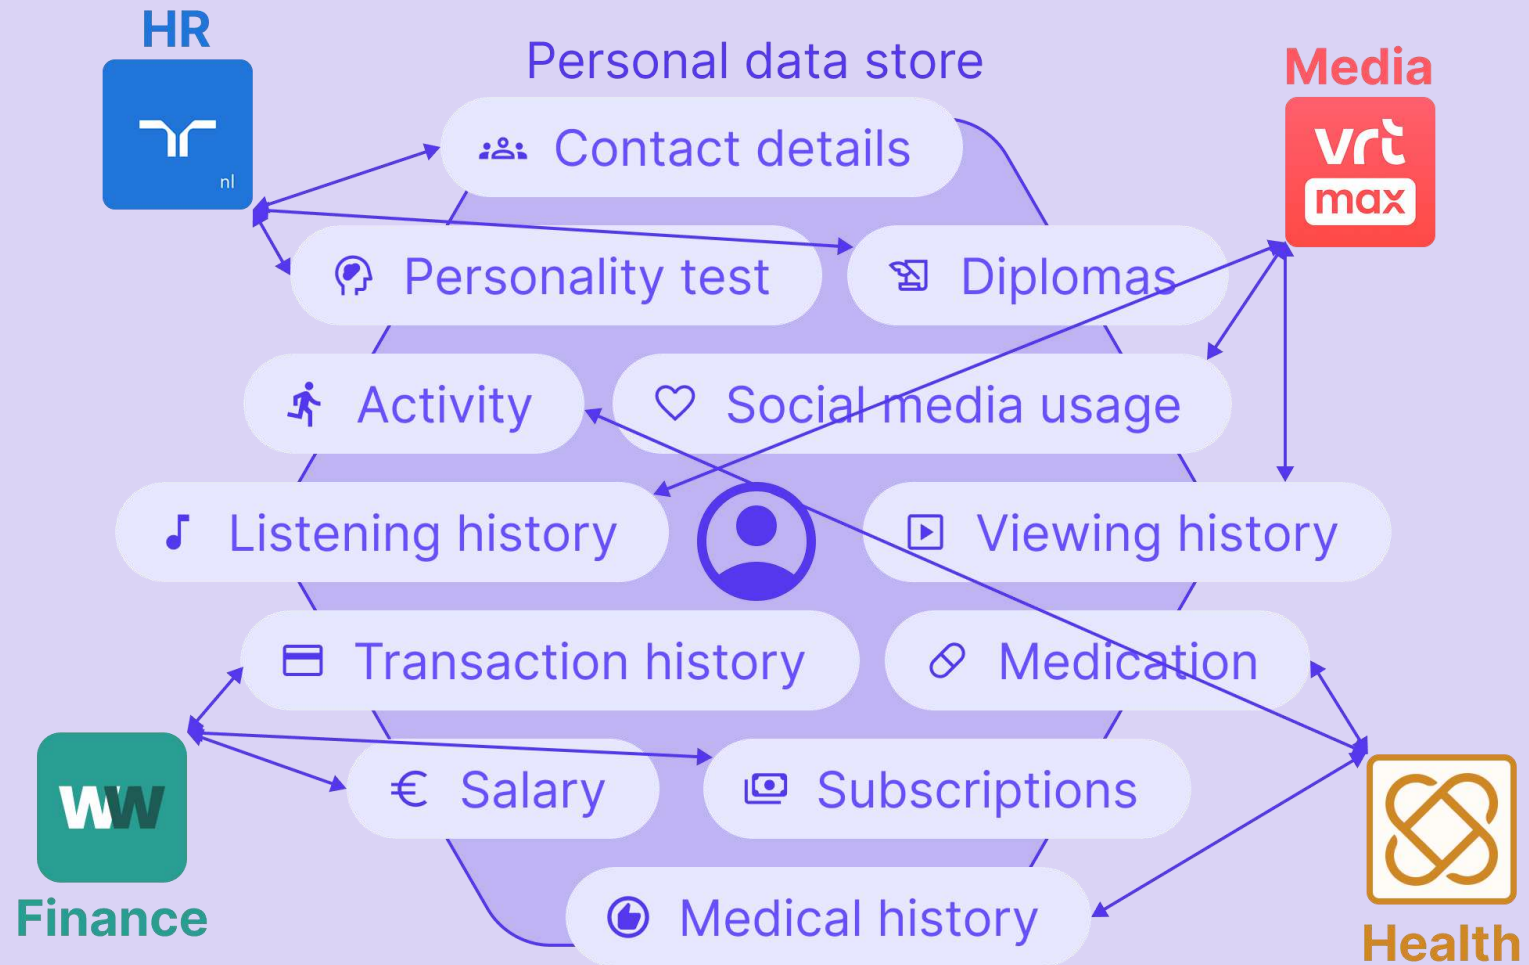 HR
nl
Personal data store
Media
vrt
max
Contact details
Personality test
Diplomas
Activity
Social media usage
Listening history
Viewing history
Transaction history
Medication
Salary
Subscriptions
Medical history
WW
Finance
Health